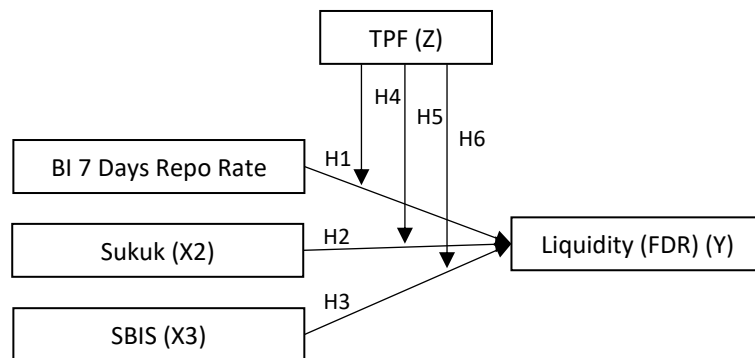 TPF (Z)
H4
H5
H6
BI 7 Days Repo Rate
H1
Sukuk (X2)
H2
Liquidity (FDR) (Y)
H3
SBIS (X3)